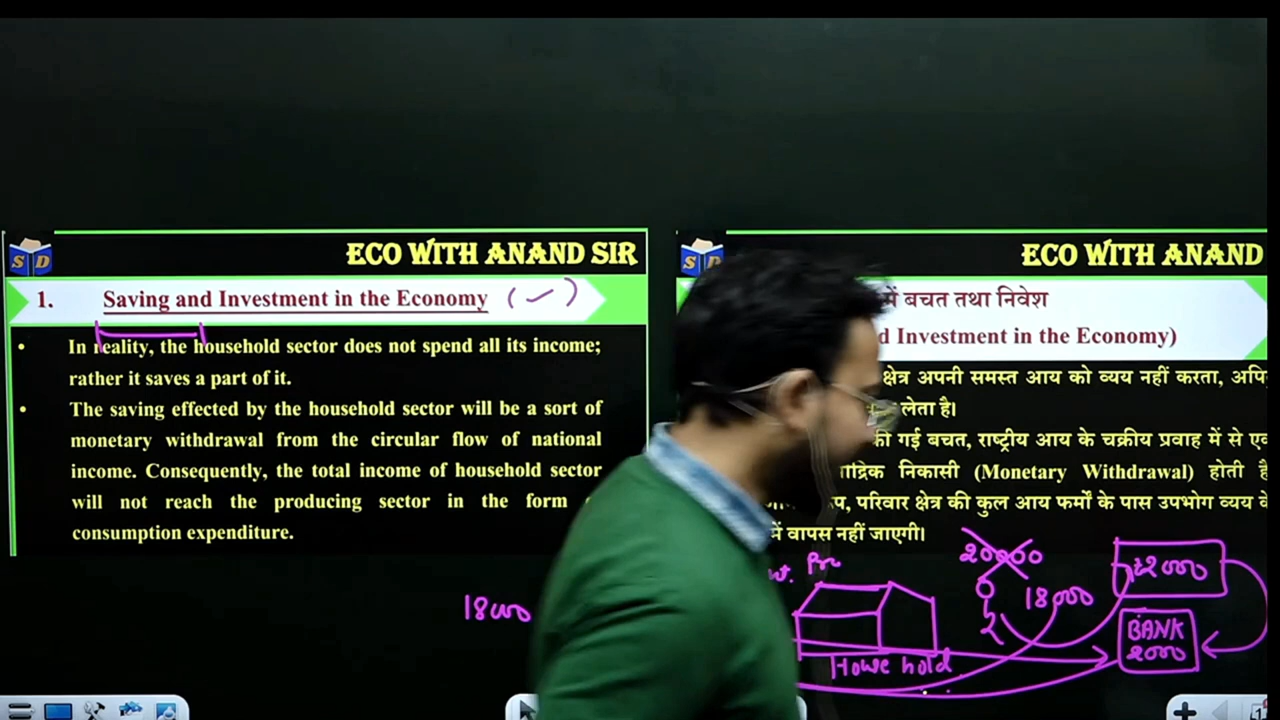 S D
ECO WITH ANAND SIR
1. Saving and Investment in the Economy
• In reality, the household sector does not spend all its income;
rather it saves a part of it.
• The saving effected by the household sector will be a sort of
monetary withdrawal from the circular flow of national
income. Consequently, the total income of household sector
will not reach the producing sector in the form
consumption expenditure.
18000
S D
ECO WITH ANAND
में बचत तथा निवेश
Investment in the Economy)
क्षेत्र अपनी समस्त आय को व्यय नहीं करता,
लेता है।
की गई बचत, राष्ट्रीय आय के चक्रीय प्रवाह में से
निकासी (Monetary Withdrawal) होती
परिवार क्षेत्र की कुल आय फर्मों के पास उपभोग व्यय
में वापस नहीं जाएगी।
20000
18000
2000
BANK
2000
House hold